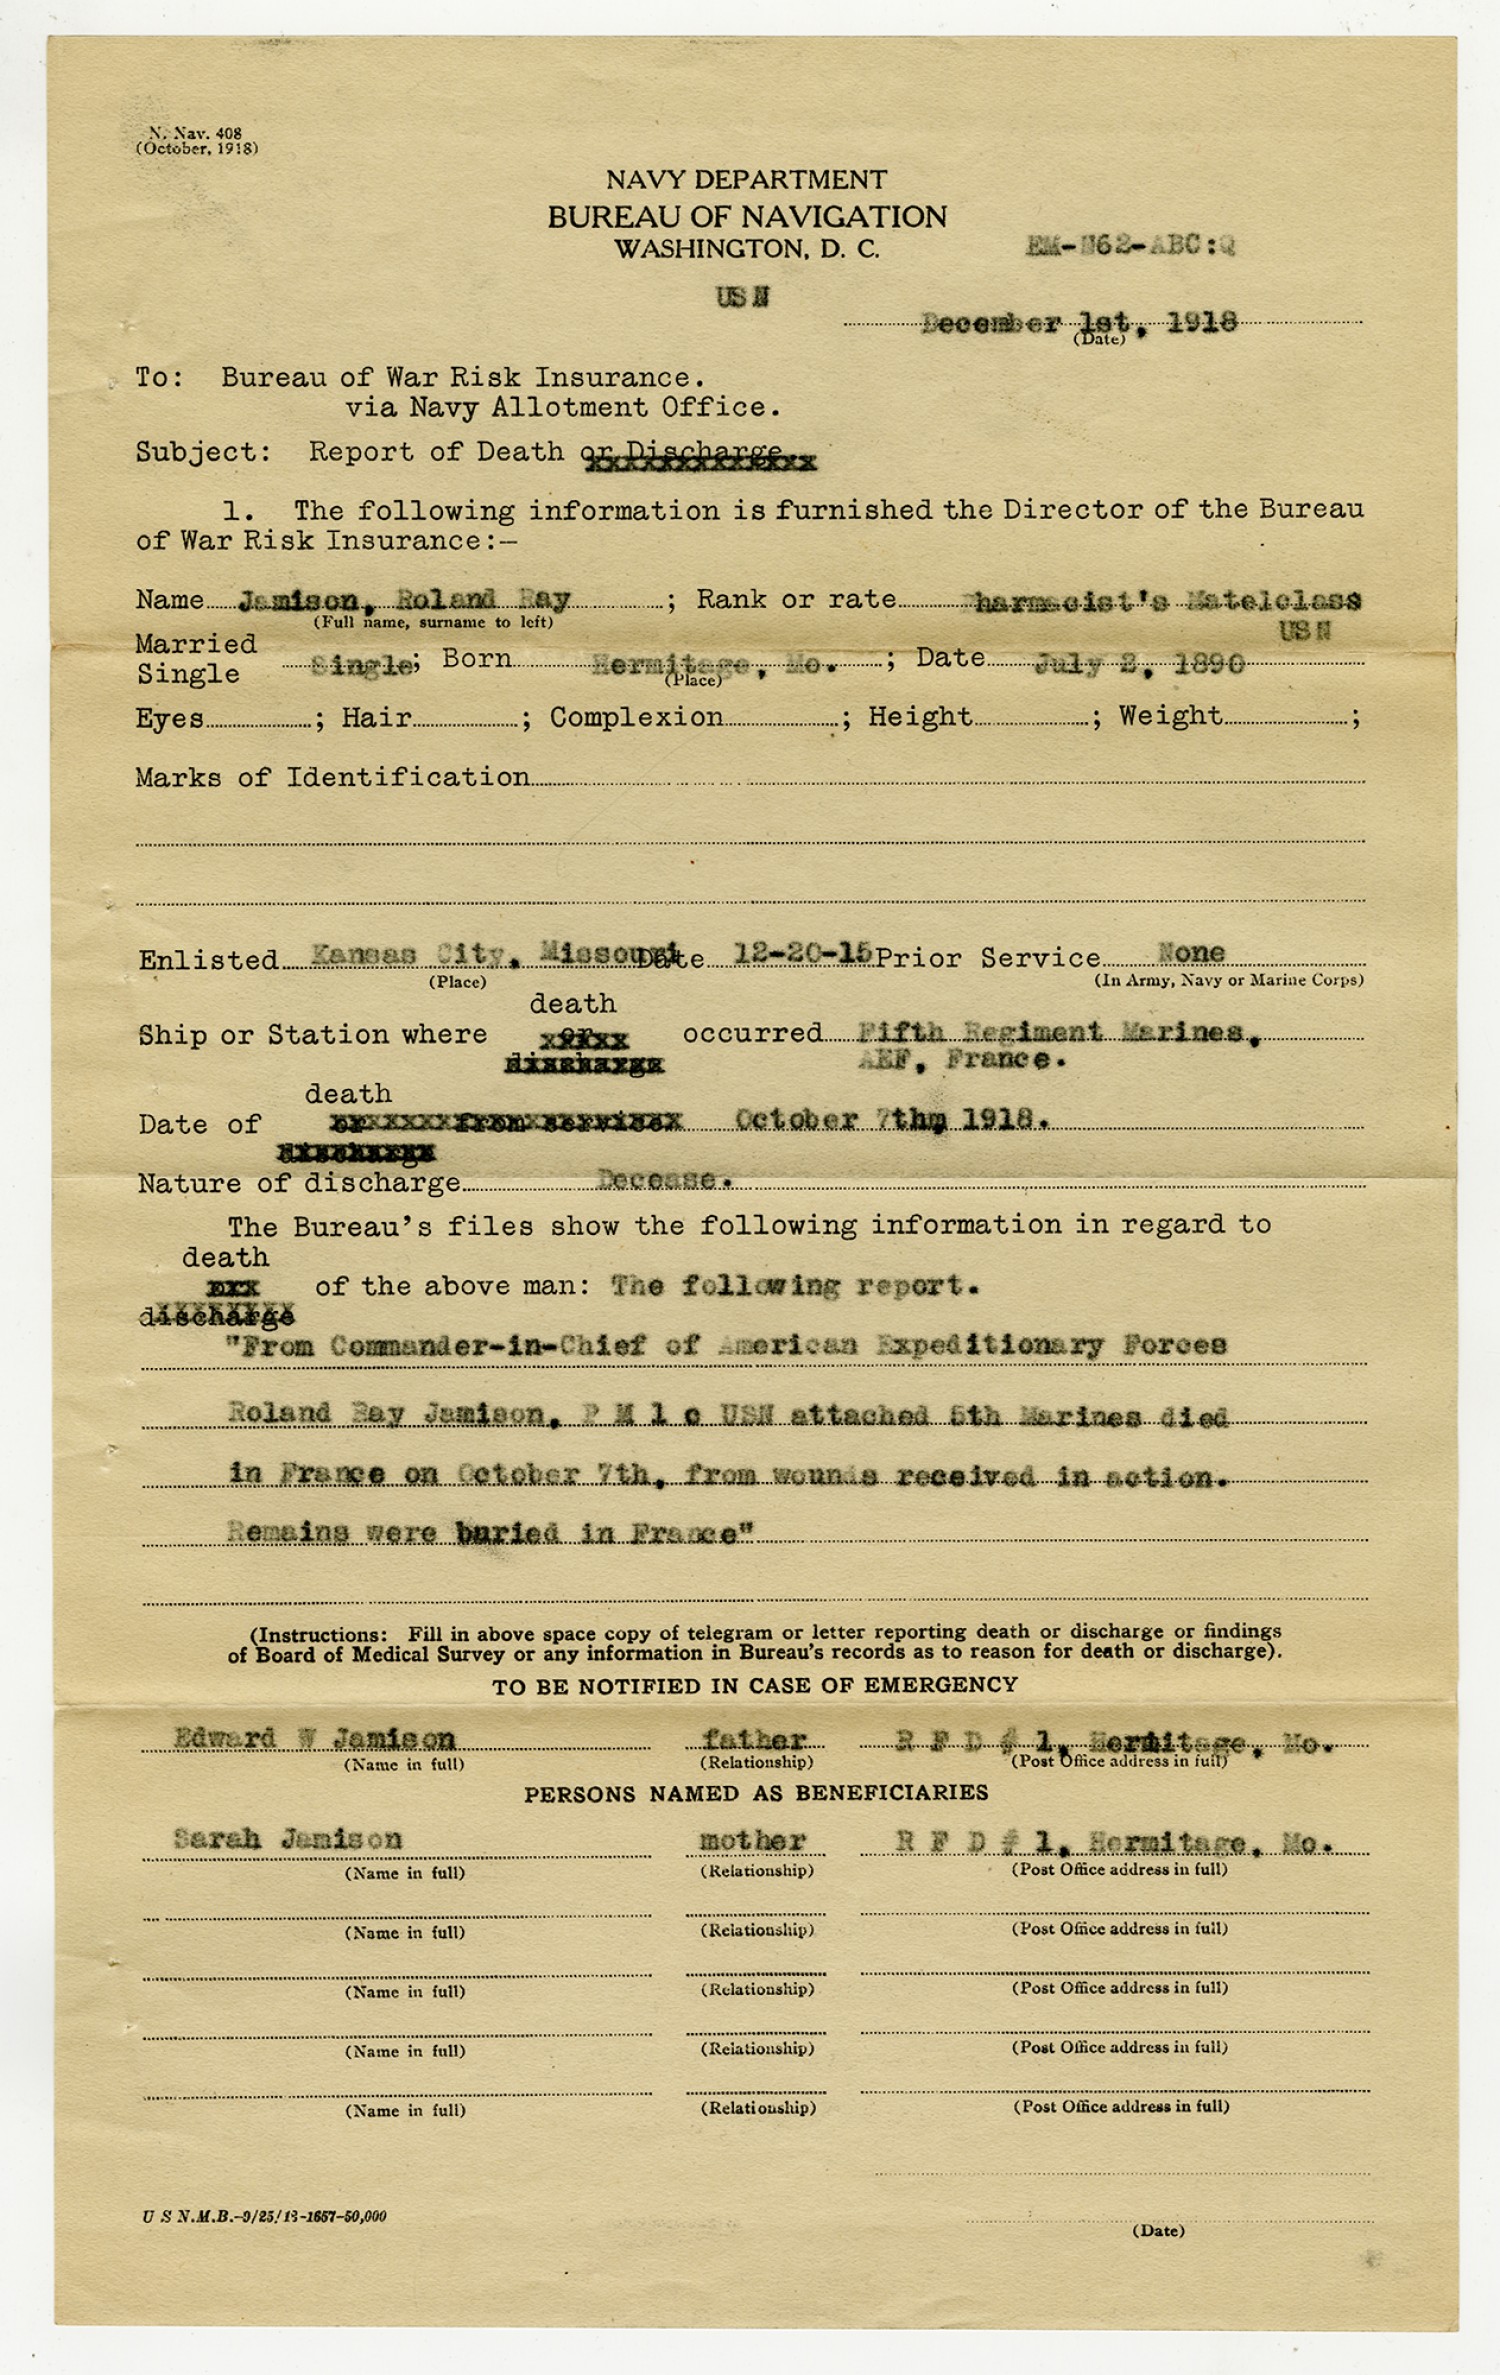 N. Nav. 408
(October, 1918)
NAVY DEPARTMENT
BUREAU OF NAVIGATION
WASHINGTON, D. C.
EM-N62-ABC:Q
USN
December 1st, 1918
(Date)
To: Bureau of War Risk Insurance.
via Navy Allotment Office.
Subject: Report of Death or Discharge.
1. The following information is furnished the Director of the Bureau
of War Risk Insurance:—
Name Jamison, Roland Ray ; Rank or rate Pharmacist's Mate1class
(Full name, surname to left)
USN
Married
Single
Single; Born Hermitage, Mo. ; Date July 2, 1890
(Place)
Eyes ; Hair ; Complexion ; Height ; Weight ;
Marks of Identification
Enlisted Kansas City, Missouri Date 12-20-15 Prior Service None
(Place) (In Army, Navy or Marine Corps)
death
Ship or Station where or occurred Fifth Regiment Marines,
discharge AEF, France.
death
Date of or from service October 7th, 1918.
discharge
Nature of discharge Decease.
The Bureau's files show the following information in regard to
death
or of the above man: The following report.
discharge
"From Commander-in-Chief of American Expeditionary Forces
Roland Ray Jamison, P M 1 c USN attached 5th Marines died
in France on October 7th, from wounds received in action.
Remains were buried in France"
(Instructions: Fill in above space copy of telegram or letter reporting death or discharge or findings
of Board of Medical Survey or any information in Bureau's records as to reason for death or discharge).
TO BE NOTIFIED IN CASE OF EMERGENCY
Edward W Jamison father R F D # 1, Hermitage, Mo.
(Name in full) (Relationship) (Post Office address in full)
PERSONS NAMED AS BENEFICIARIES
Sarah Jamison mother R F D # 1, Hermitage, Mo.
(Name in full) (Relationship) (Post Office address in full)
(Name in full) (Relationship) (Post Office address in full)
(Name in full) (Relationship) (Post Office address in full)
(Name in full) (Relationship) (Post Office address in full)
(Name in full) (Relationship) (Post Office address in full)
U S N.M.B.-9/25/18-1657-50,000
(Date)